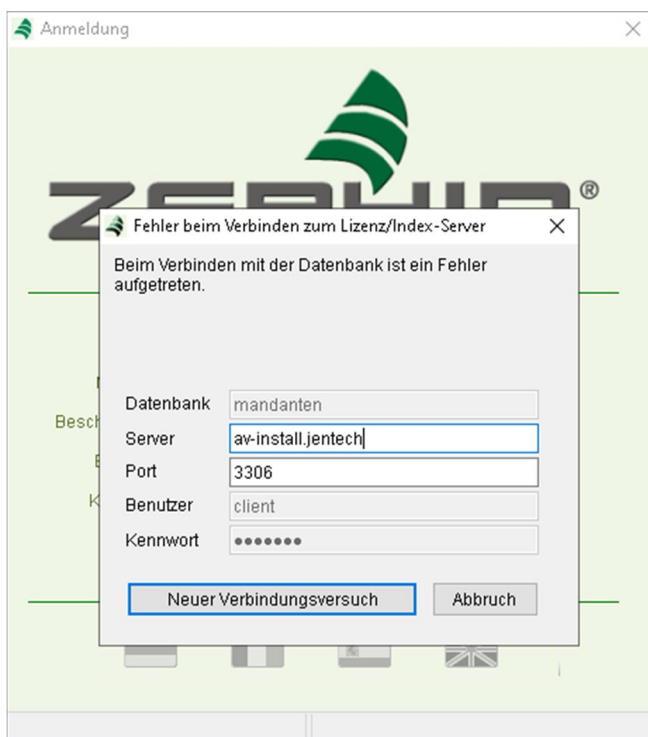 Anmeldung
®
Fehler beim Verbinden zum Lizenz/Index-Server
Beim Verbinden mit der Datenbank ist ein Fehler
aufgetreten.
Datenbank mandanten
Server av-install.jentech
Port 3306
Benutzer client
Kennwort •••••••
Neuer Verbindungsversuch Abbruch